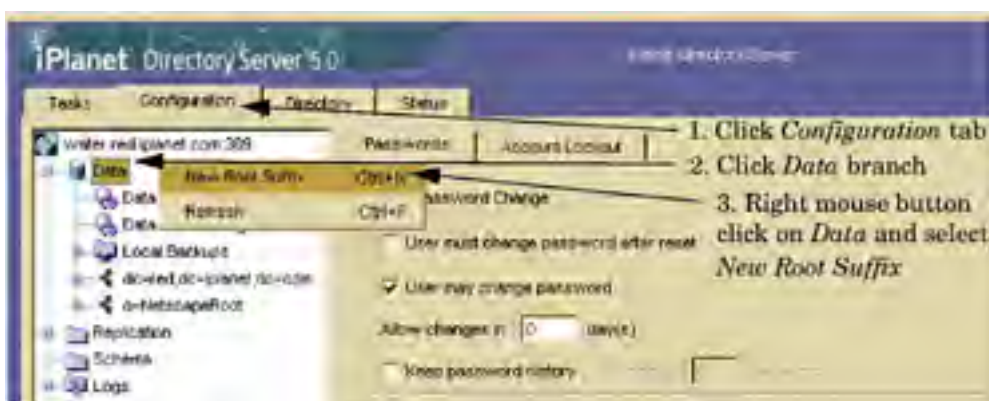 iPlanet Directory Server 5.0
Tasks Configuration Directory Status
1. Click Configuration tab
Passwords Account Lockout
2. Click Data branch
Data
New Root Suffix
3. Right mouse button
click on Data and select
New Root Suffix
Data
Refresh Ctrl+F
Password Change
Data
User must change password after reset
Local Backups
User may change password
o=NetscapeRoot
Replication
Allow changes in 0 day(s)
Schema
Keep password history
Logs